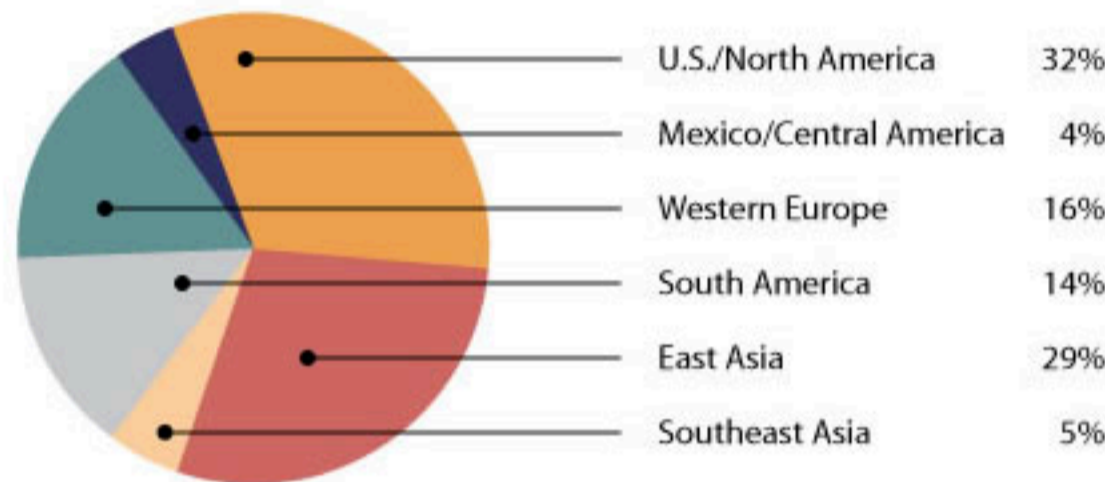 U.S./North America 32%
Mexico/Central America 4%
Western Europe 16%
South America 14%
East Asia 29%
Southeast Asia 5%